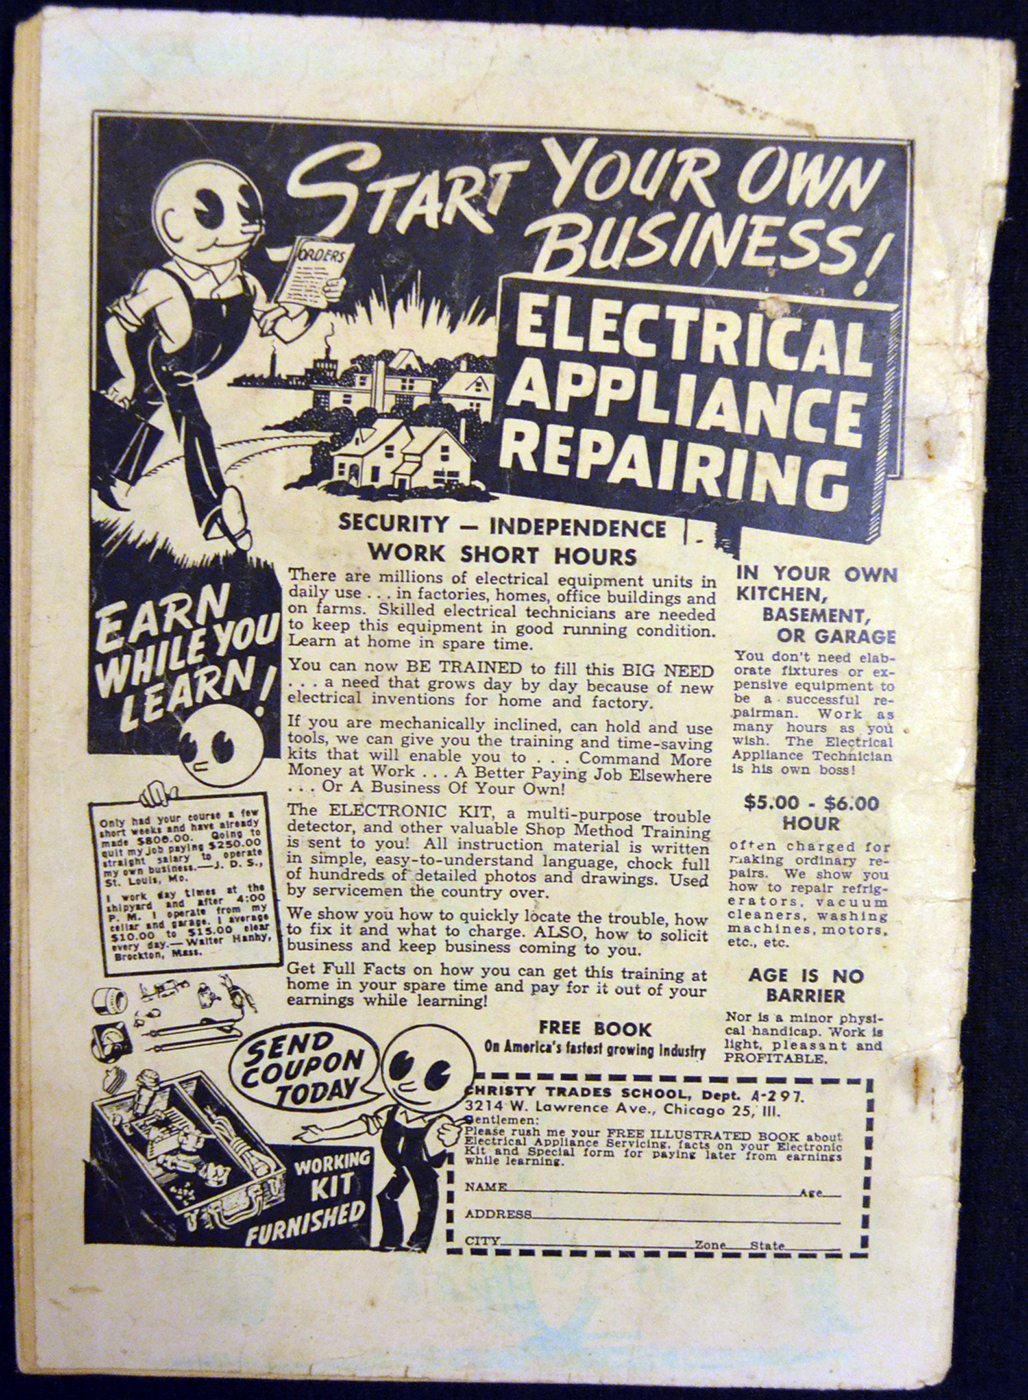 START YOUR OWN
BUSINESS!
ORDERS
ELECTRICAL
APPLIANCE
REPAIRING
SECURITY — INDEPENDENCE
WORK SHORT HOURS
There are millions of electrical equipment units in
daily use . . . in factories, homes, office buildings and
on farms. Skilled electrical technicians are needed
to keep this equipment in good running condition.
Learn at home in spare time.
You can now BE TRAINED to fill this BIG NEED
. . . a need that grows day by day because of new
electrical inventions for home and factory.
If you are mechanically inclined, can hold and use
tools, we can give you the training and time-saving
kits that will enable you to . . . Command More
Money at Work . . . A Better Paying Job Elsewhere
. . . Or A Business Of Your Own!
The ELECTRONIC KIT, a multi-purpose trouble
detector, and other valuable Shop Method Training
is sent to you! All instruction material is written
in simple, easy-to-understand language, chock full
of hundreds of detailed photos and drawings. Used
by servicemen the country over.
We show you how to quickly locate the trouble, how
to fix it and what to charge. ALSO, how to solicit
business and keep business coming to you.
Get Full Facts on how you can get this training at
home in your spare time and pay for it out of your
earnings while learning!
IN YOUR OWN
KITCHEN,
BASEMENT,
OR GARAGE
You don't need elab-
orate fixtures or ex-
pensive equipment to
be a successful re-
pairman. Work as
many hours as you
wish. The Electrical
Appliance Technician
is his own boss!
$5.00 - $6.00
HOUR
often charged for
making ordinary re-
pairs. We show you
how to repair refrig-
erators, vacuum
cleaners, washing
machines, motors,
etc., etc.
AGE IS NO
BARRIER
Nor is a minor physi-
cal handicap. Work is
light, pleasant and
PROFITABLE.
EARN
WHILE YOU
LEARN!
Only had your course a few
short weeks and have already
made $800.00. Going to
quit my job paying $250.00
straight salary to operate
my own business.—J. D. S.,
St. Louis, Mo.
I work day times at the
shipyard and after 4:00
P. M. I operate from my
cellar and garage. I average
$10.00 to $15.00 clear
every day.—Walter Hanby,
Brockton, Mass.
SEND
COUPON
TODAY
WORKING
KIT
FURNISHED
FREE BOOK
On America's fastest growing Industry
CHRISTY TRADES SCHOOL, Dept. A-297.
3214 W. Lawrence Ave., Chicago 25, Ill.
Gentlemen:
Please rush me your FREE ILLUSTRATED BOOK about
Electrical Appliance Servicing, facts on your Electronic
Kit and Special form for paying later from earnings
while learning.
NAME Age
ADDRESS
CITY Zone State